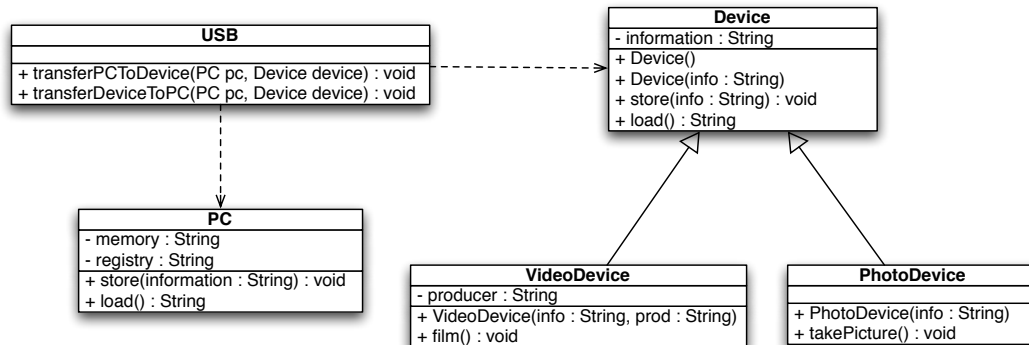 USB
+ transferPCToDevice(PC pc, Device device) : void
+ transferDeviceToPC(PC pc, Device device) : void
Device
- information : String
+ Device()
+ Device(info : String)
+ store(info : String) : void
+ load() : String
PC
- memory : String
- registry : String
+ store(information : String) : void
+ load() : String
VideoDevice
- producer : String
+ VideoDevice(info : String, prod : String)
+ film() : void
PhotoDevice
+ PhotoDevice(info : String)
+ takePicture() : void